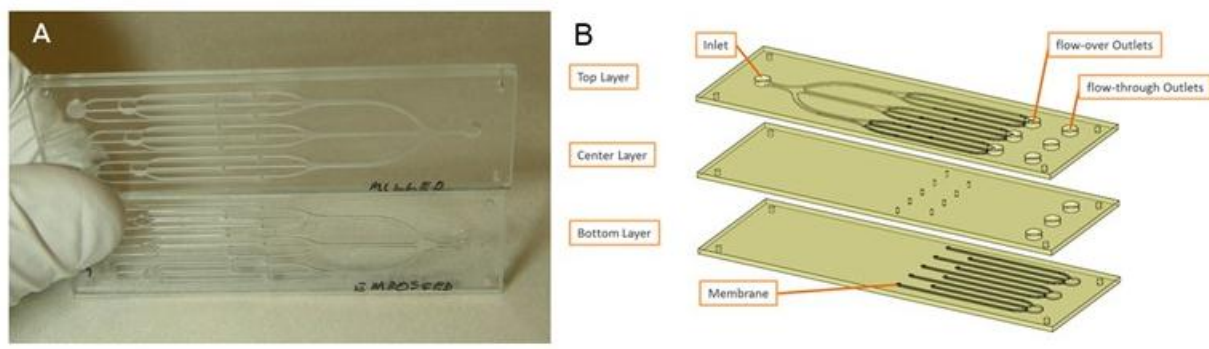 A
MILLED
EMBOSSED
B
Top Layer
Center Layer
Bottom Layer
Inlet
flow-over Outlets
flow-through Outlets
Membrane